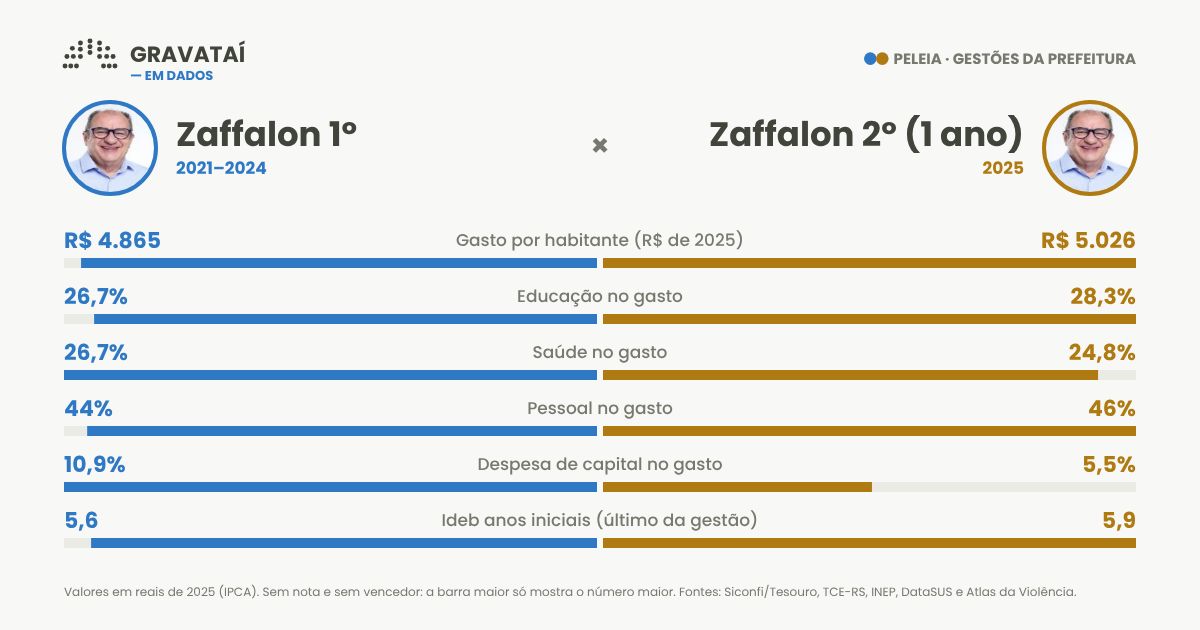 GRAVATAÍ
— EM DADOS
PELEIA · GESTÕES DA PREFEITURA
Zaffalon 1º
2021–2024
×
Zaffalon 2º (1 ano)
2025
R$ 4.865 Gasto por habitante (R$ de 2025) R$ 5.026
26,7% Educação no gasto 28,3%
26,7% Saúde no gasto 24,8%
44% Pessoal no gasto 46%
10,9% Despesa de capital no gasto 5,5%
5,6 Ideb anos iniciais (último da gestão) 5,9
Valores em reais de 2025 (IPCA). Sem nota e sem vencedor: a barra maior só mostra o número maior. Fontes: Siconfi/Tesouro, TCE-RS, INEP, DataSUS e Atlas da Violência.